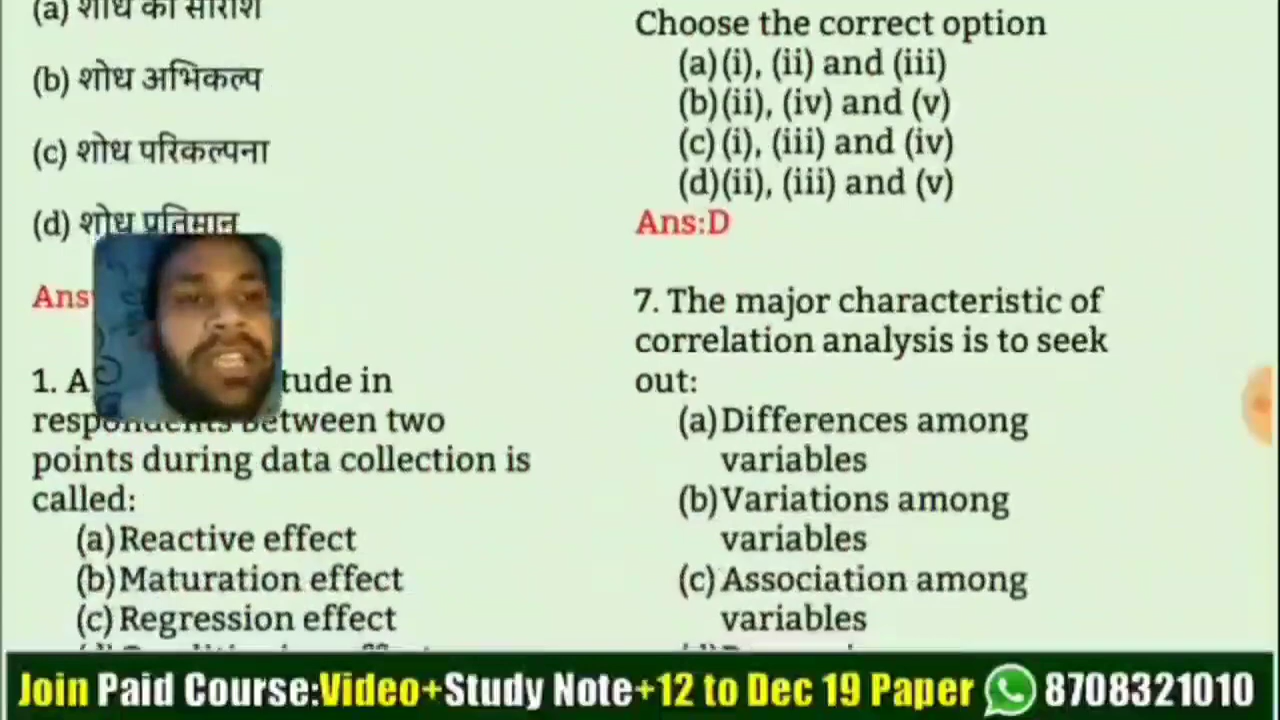 (a) शोध का सारांश
(b) शोध अभिकल्प
(c) शोध परिकल्पना
(d) शोध प्रतिमान
Ans
1. A tude in
respondents between two
points during data collection is
called:
(a) Reactive effect
(b) Maturation effect
(c) Regression effect
Choose the correct option
(a) (i), (ii) and (iii)
(b) (ii), (iv) and (v)
(c) (i), (iii) and (iv)
(d) (ii), (iii) and (v)
Ans:D
7. The major characteristic of
correlation analysis is to seek
out:
(a) Differences among
variables
(b) Variations among
variables
(c) Association among
variables
Join Paid Course:Video+Study Note+12 to Dec 19 Paper 8708321010